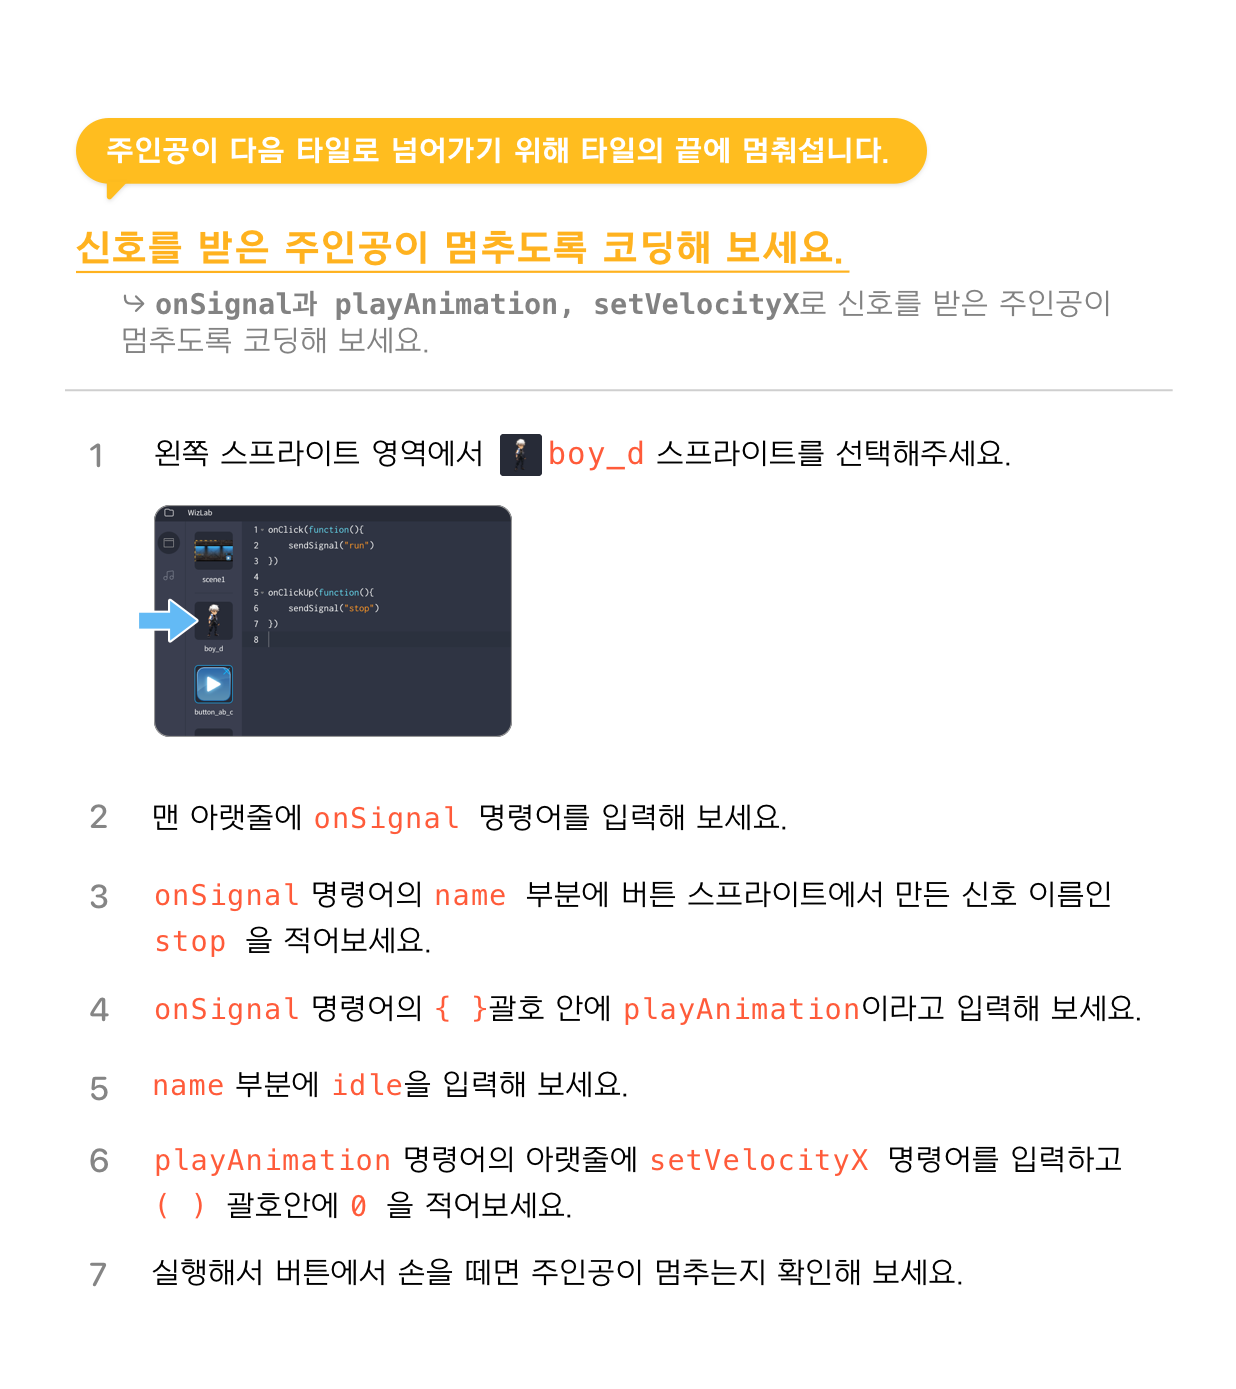 주인공이 다음 타일로 넘어가기 위해 타일의 끝에 멈춰섭니다.
신호를 받은 주인공이 멈추도록 코딩해 보세요.
↪ onSignal과 playAnimation, setVelocityX로 신호를 받은 주인공이
멈추도록 코딩해 보세요.
1 왼쪽 스프라이트 영역에서 boy_d 스프라이트를 선택해주세요.
WizLab
scene1
boy_d
button_ab_c
1 onClick(function(){
2 sendSignal("run")
3 })
4
5 onClickUp(function(){
6 sendSignal("stop")
7 })
8
2 맨 아랫줄에 onSignal 명령어를 입력해 보세요.
3 onSignal 명령어의 name 부분에 버튼 스프라이트에서 만든 신호 이름인
stop 을 적어보세요.
4 onSignal 명령어의 { }괄호 안에 playAnimation이라고 입력해 보세요.
5 name 부분에 idle을 입력해 보세요.
6 playAnimation 명령어의 아랫줄에 setVelocityX 명령어를 입력하고
( ) 괄호안에 0 을 적어보세요.
7 실행해서 버튼에서 손을 떼면 주인공이 멈추는지 확인해 보세요.